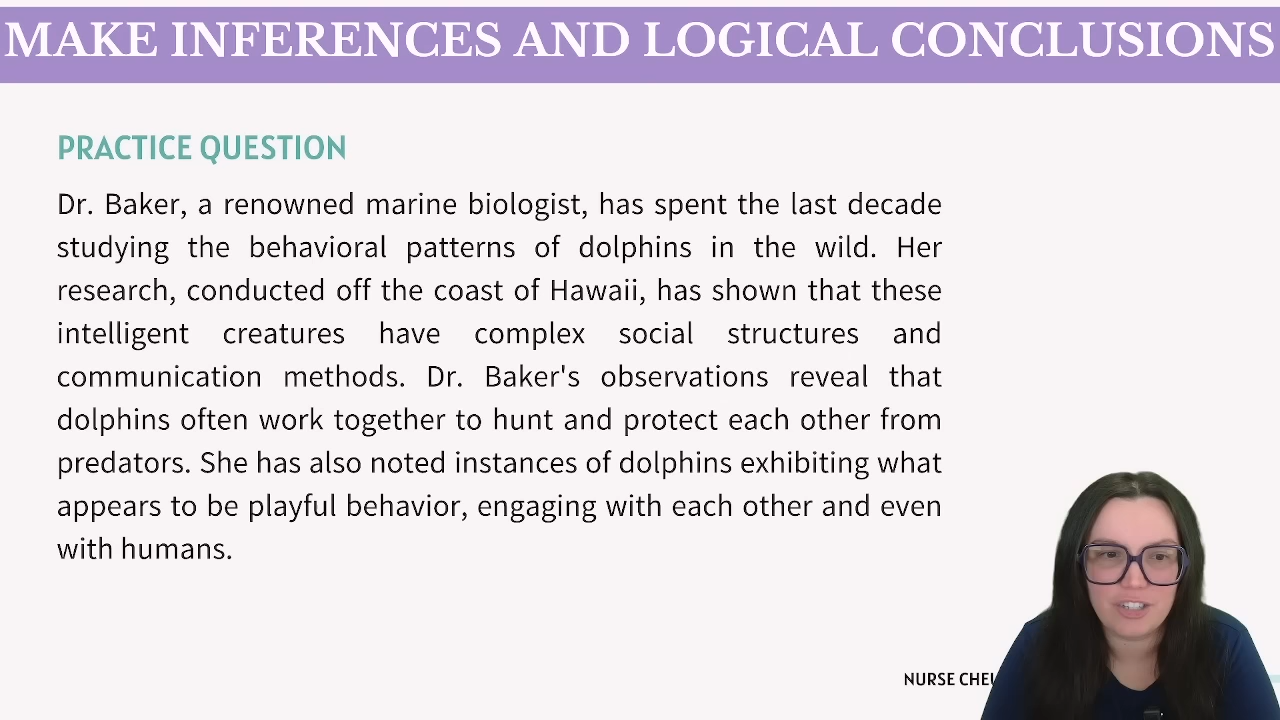 MAKE INFERENCES AND LOGICAL CONCLUSIONS
PRACTICE QUESTION
Dr. Baker, a renowned marine biologist, has spent the last decade
studying the behavioral patterns of dolphins in the wild. Her
research, conducted off the coast of Hawaii, has shown that these
intelligent creatures have complex social structures and
communication methods. Dr. Baker's observations reveal that
dolphins often work together to hunt and protect each other from
predators. She has also noted instances of dolphins exhibiting what
appears to be playful behavior, engaging with each other and even
with humans.
NURSE